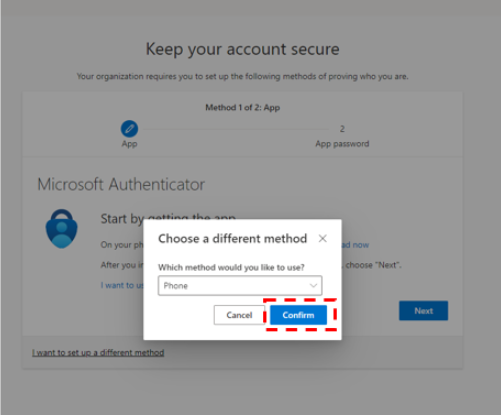 Keep your account secure
Your organization requires you to set up the following methods of proving who you are.
Method 1 of 2: App
App
2
App password
Microsoft Authenticator
Start by getting the app
On your ph
ad now
After you in
, choose "Next".
I want to us
Choose a different method
Which method would you like to use?
Phone
Cancel
Confirm
Next
I want to set up a different method